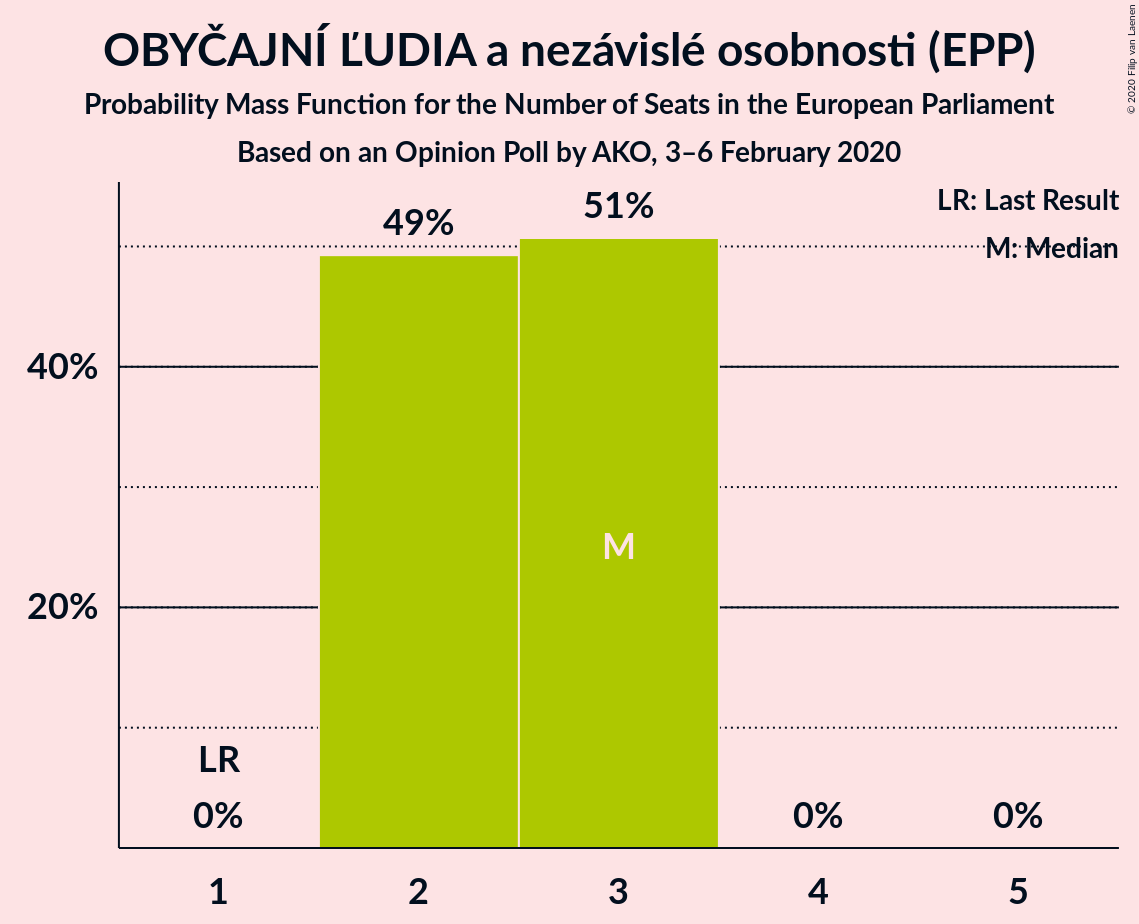 OBYČAJNÍ ĽUDIA a nezávislé osobnosti (EPP)
Probability Mass Function for the Number of Seats in the European Parliament
Based on an Opinion Poll by AKO, 3–6 February 2020
© 2020 Filip van Laenen
LR: Last Result
M: Median
49%
51%
40%
20%
M
LR
0%
0%
0%
1
2
3
4
5